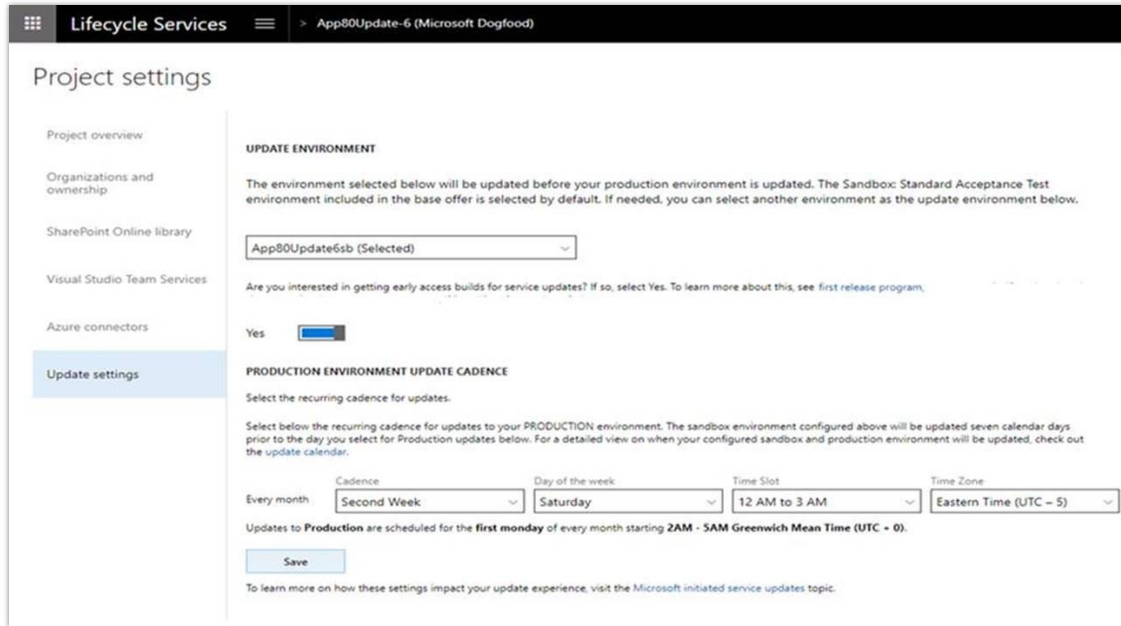 Lifecycle Services > App80Update-6 (Microsoft Dogfood)
Project settings
Project overview
Organizations and
ownership
SharePoint Online library
Visual Studio Team Services
Azure connectors
Update settings
UPDATE ENVIRONMENT
The environment selected below will be updated before your production environment is updated. The Sandbox: Standard Acceptance Test
environment included in the base offer is selected by default. If needed, you can select another environment as the update environment below.
App80Update6sb (Selected)
Are you interested in getting early access builds for service updates? If so, select Yes. To learn more about this, see first release program,
Yes
PRODUCTION ENVIRONMENT UPDATE CADENCE
Select the recurring cadence for updates.
Select below the recurring cadence for updates to your PRODUCTION environment. The sandbox environment configured above will be updated seven calendar days
prior to the day you select for Production updates below. For a detailed view on when your configured sandbox and production environment will be updated, check out
the update calendar.
Cadence Day of the week Time Slot Time Zone
Every month Second Week Saturday 12 AM to 3 AM Eastern Time (UTC – 5)
Updates to Production are scheduled for the first monday of every month starting 2AM - 5AM Greenwich Mean Time (UTC + 0).
Save
To learn more on how these settings impact your update experience, visit the Microsoft initiated service updates topic.